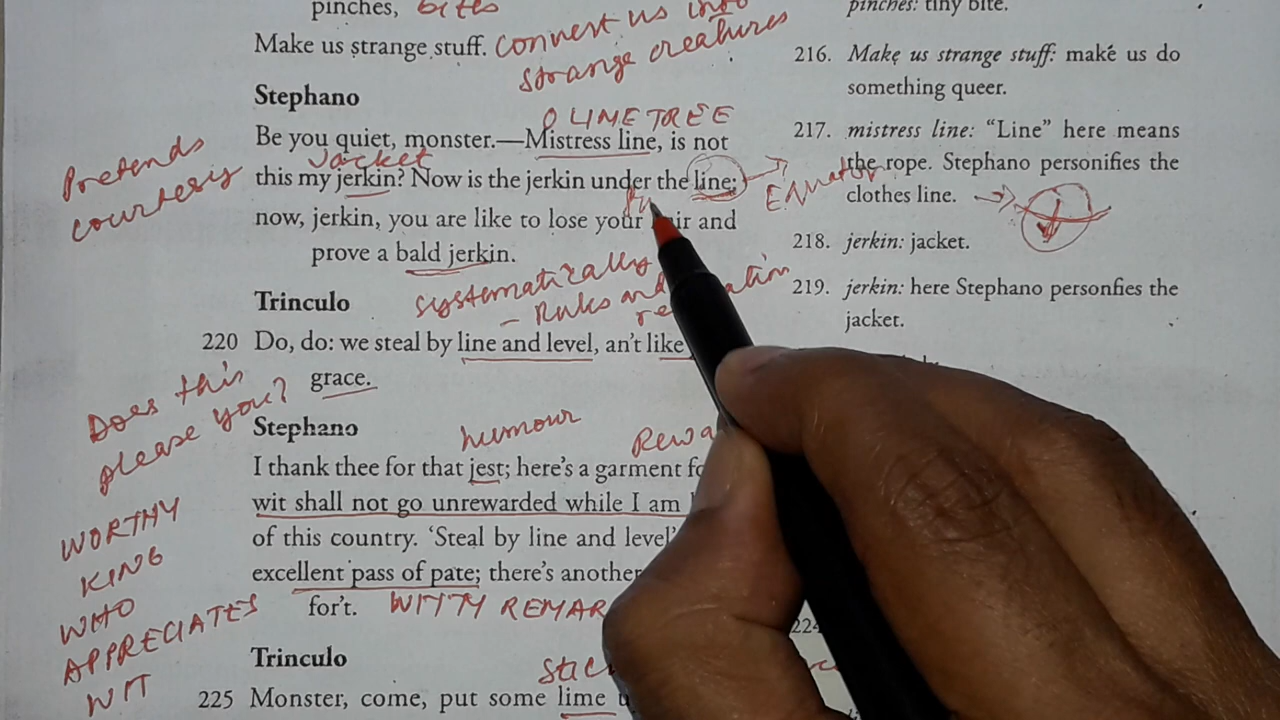 pinches, bites
Make us strange stuff. Convert us into
strange creatures
Stephano
O LIME TREE
Be you quiet, monster.—Mistress line, is not
Jacket
this my jerkin? Now is the jerkin under the line;
Equator
now, jerkin, you are like to lose your and
prove a bald jerkin.
Pretends
courtesy
Trinculo
systematically
- Rules and
220 Do, do: we steal by line and level, an't like
grace.
Does this
please you?
Stephano
humour
I thank thee for that jest; here's a garment
wit shall not go unrewarded while I am
of this country. ‘Steal by line and level’
excellent pass of pate; there's another
for't. WITTY
WORTHY
KING
WHO
APPRECIATES
WIT
Trinculo
225 Monster, come, put some lime
pinches: tiny bite.
216. Make us strange stuff: make us do
something queer.
217. mistress line: “Line” here means
the rope. Stephano personifies the
clothes line.
218. jerkin: jacket.
219. jerkin: here Stephano personfies the
jacket.